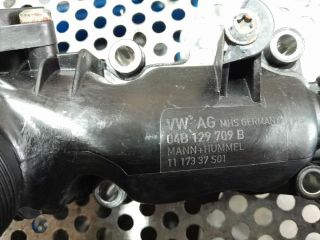 VW AG MHS GERMANY
04B 129 709 B
MANN+HUMMEL
11 173 37 S01